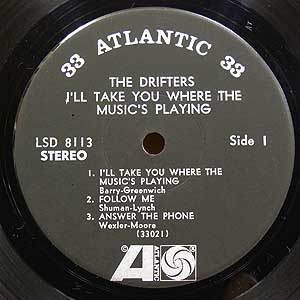 33 ATLANTIC 33
THE DRIFTERS
I'LL TAKE YOU WHERE THE
MUSIC'S PLAYING
LSD 8113
STEREO
Side 1
1. I'LL TAKE YOU WHERE THE
MUSIC'S PLAYING
Barry-Greenwich
2. FOLLOW ME
Shuman-Lynch
3. ANSWER THE PHONE
Wexler-Moore
(33021)
© A
ATLANTIC